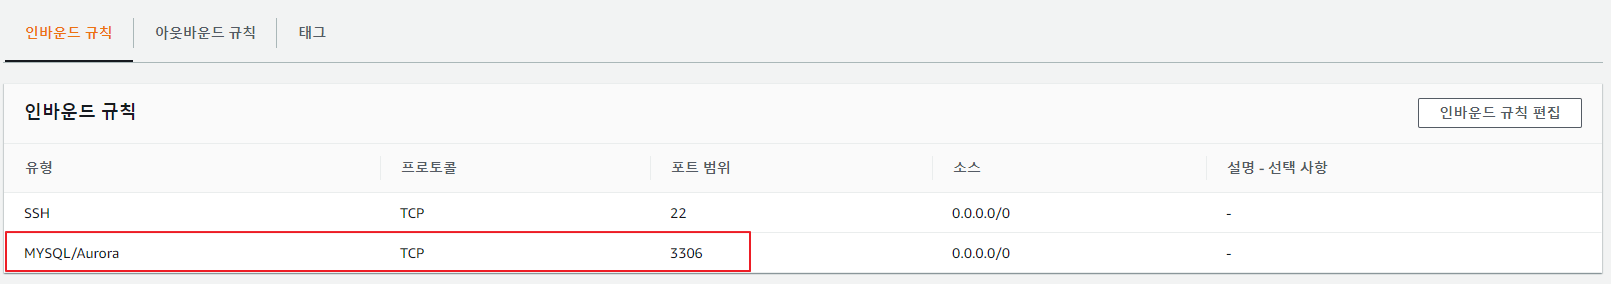 인바운드 규칙 아웃바운드 규칙 태그
인바운드 규칙 인바운드 규칙 편집
유형 프로토콜 포트 범위 소스 설명 - 선택 사항
SSH TCP 22 0.0.0.0/0 -
MYSQL/Aurora TCP 3306 0.0.0.0/0 -